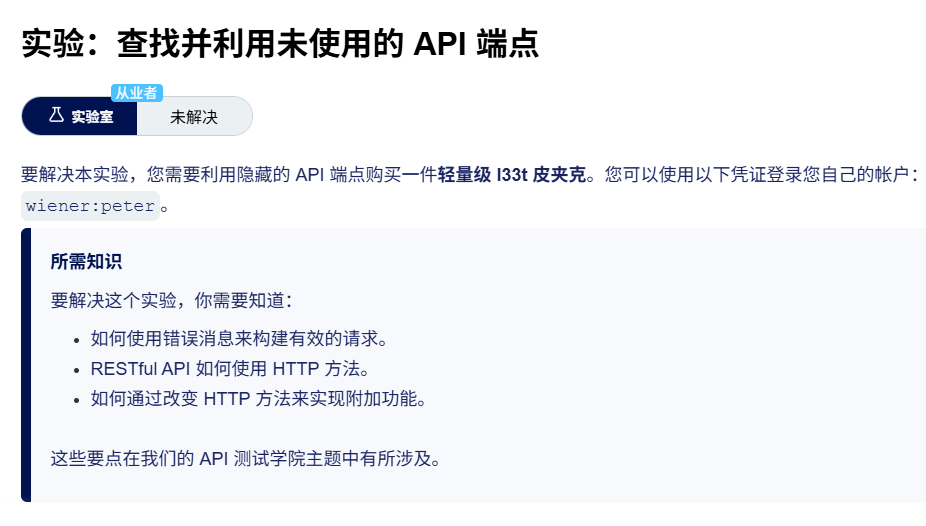 实验：查找并利用未使用的 API 端点
从业者
实验室 未解决
要解决本实验，您需要利用隐藏的 API 端点购买一件轻量级 l33t 皮夹克。您可以使用以下凭证登录您自己的帐户：
wiener:peter。
所需知识
要解决这个实验，你需要知道：
• 如何使用错误消息来构建有效的请求。
• RESTful API 如何使用 HTTP 方法。
• 如何通过改变 HTTP 方法来实现附加功能。
这些要点在我们的 API 测试学院主题中有所涉及。